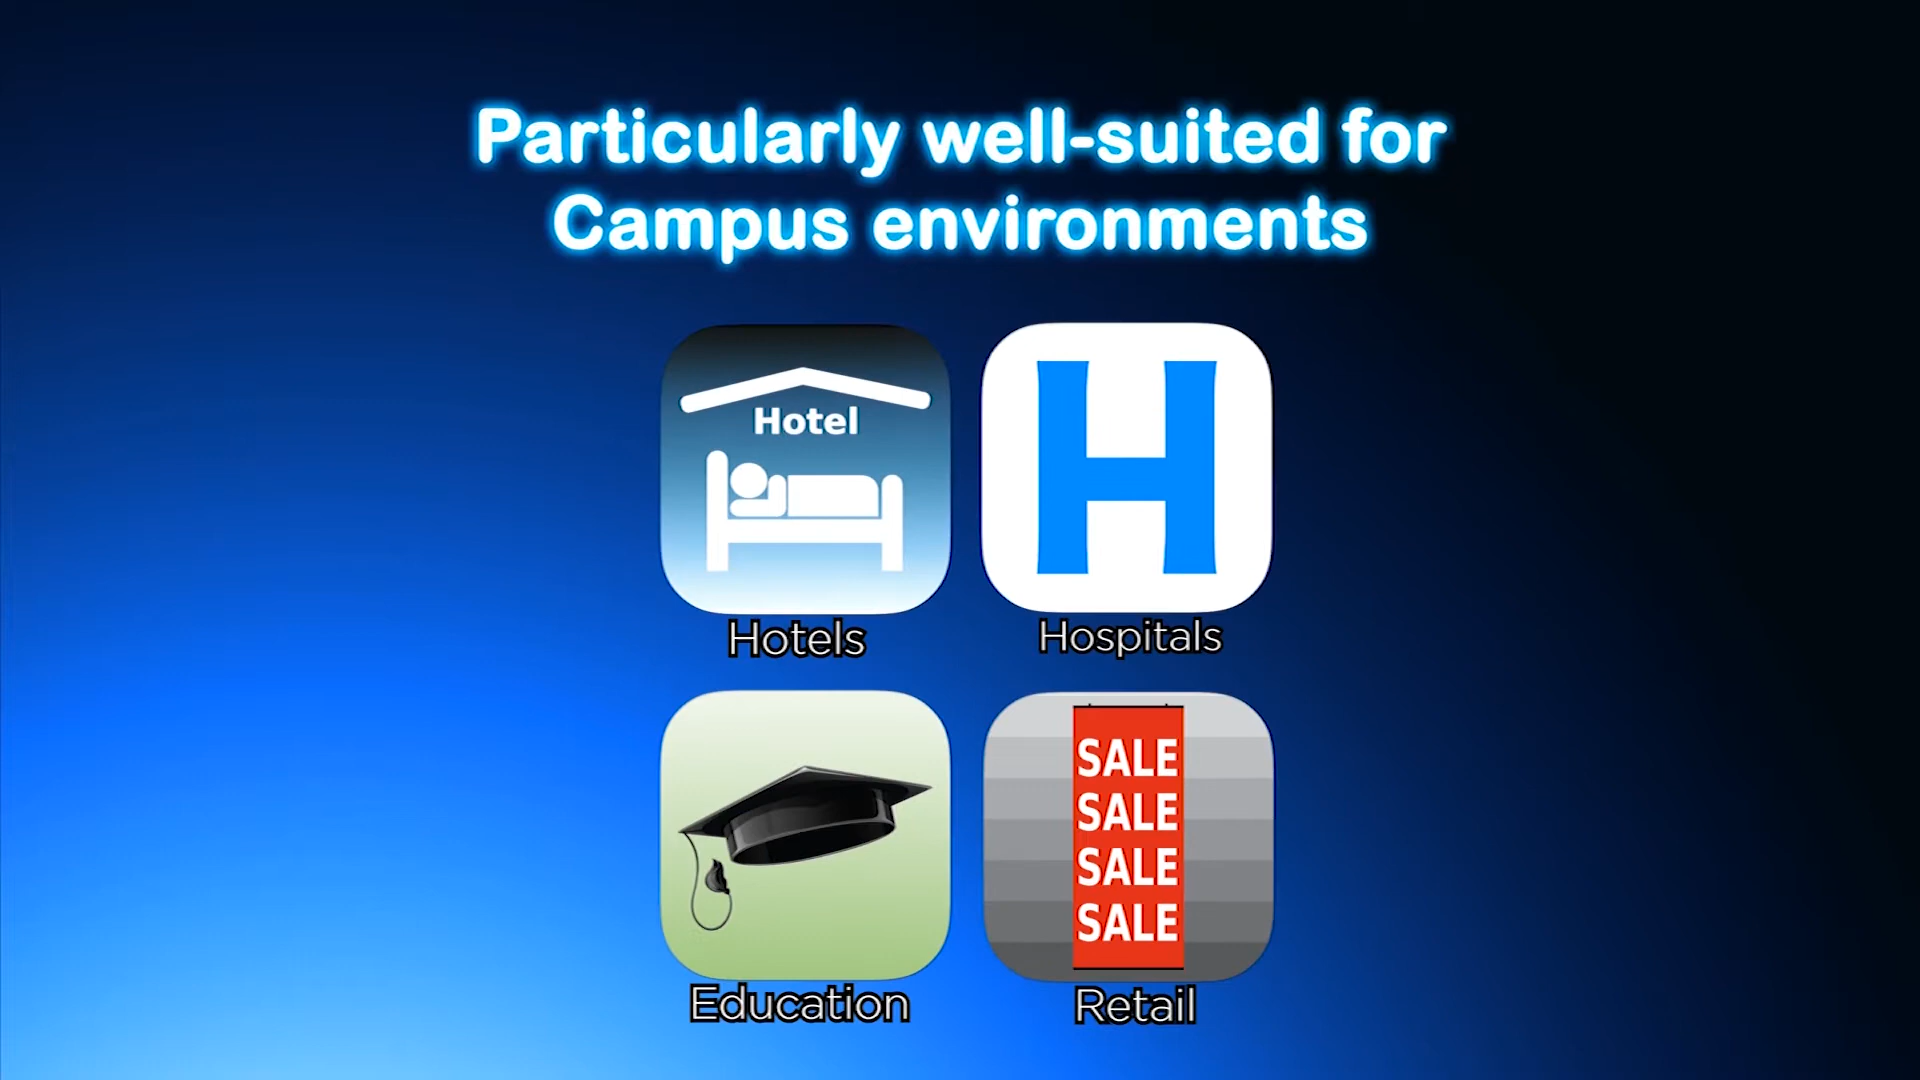 Particularly well-suited for
Campus environments
Hotel
H
Hotels
Hospitals
SALE
SALE
SALE
SALE
Education
Retail